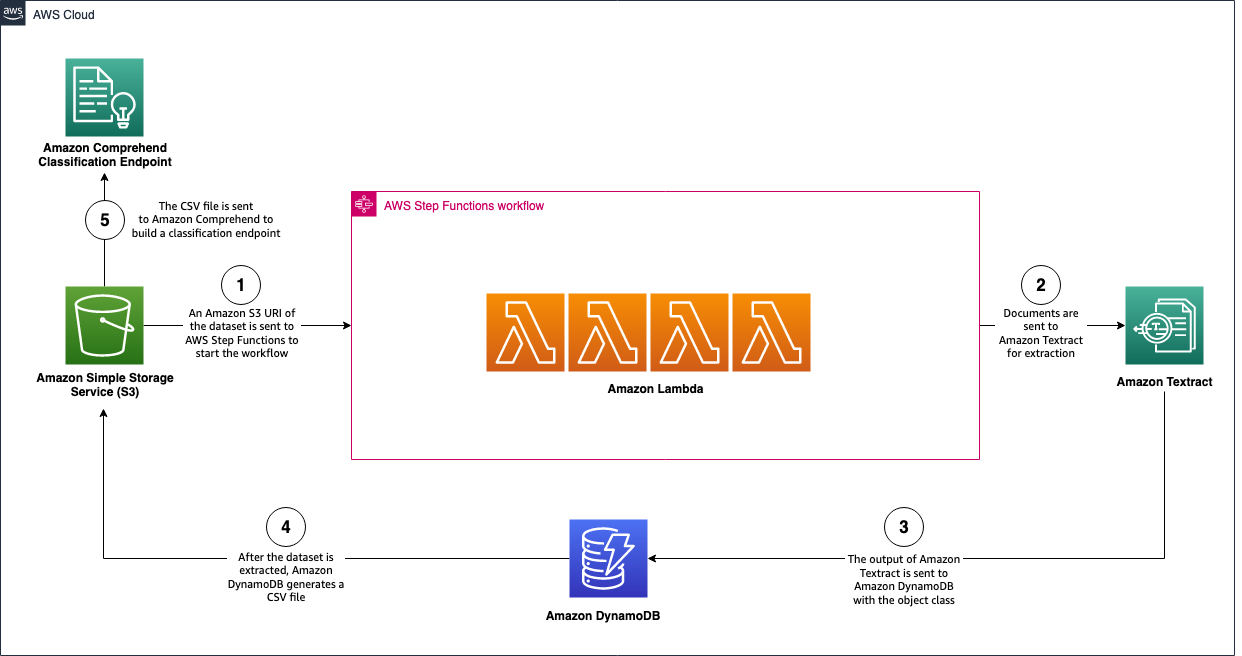 aws
AWS Cloud
Amazon Comprehend
Classification Endpoint
5
The CSV file is sent
to Amazon Comprehend to
build a classification endpoint
AWS Step Functions workflow
1
An Amazon S3 URI of
the dataset is sent to
AWS Step Functions to
start the workflow
2
Documents are
sent to
Amazon Textract
for extraction
Amazon Simple Storage
Service (S3)
Amazon Lambda
T
Amazon Textract
4
After the dataset is
extracted, Amazon
DynamoDB generates a
CSV file
Amazon DynamoDB
3
The output of Amazon
Textract is sent to
Amazon DynamoDB
with the object class